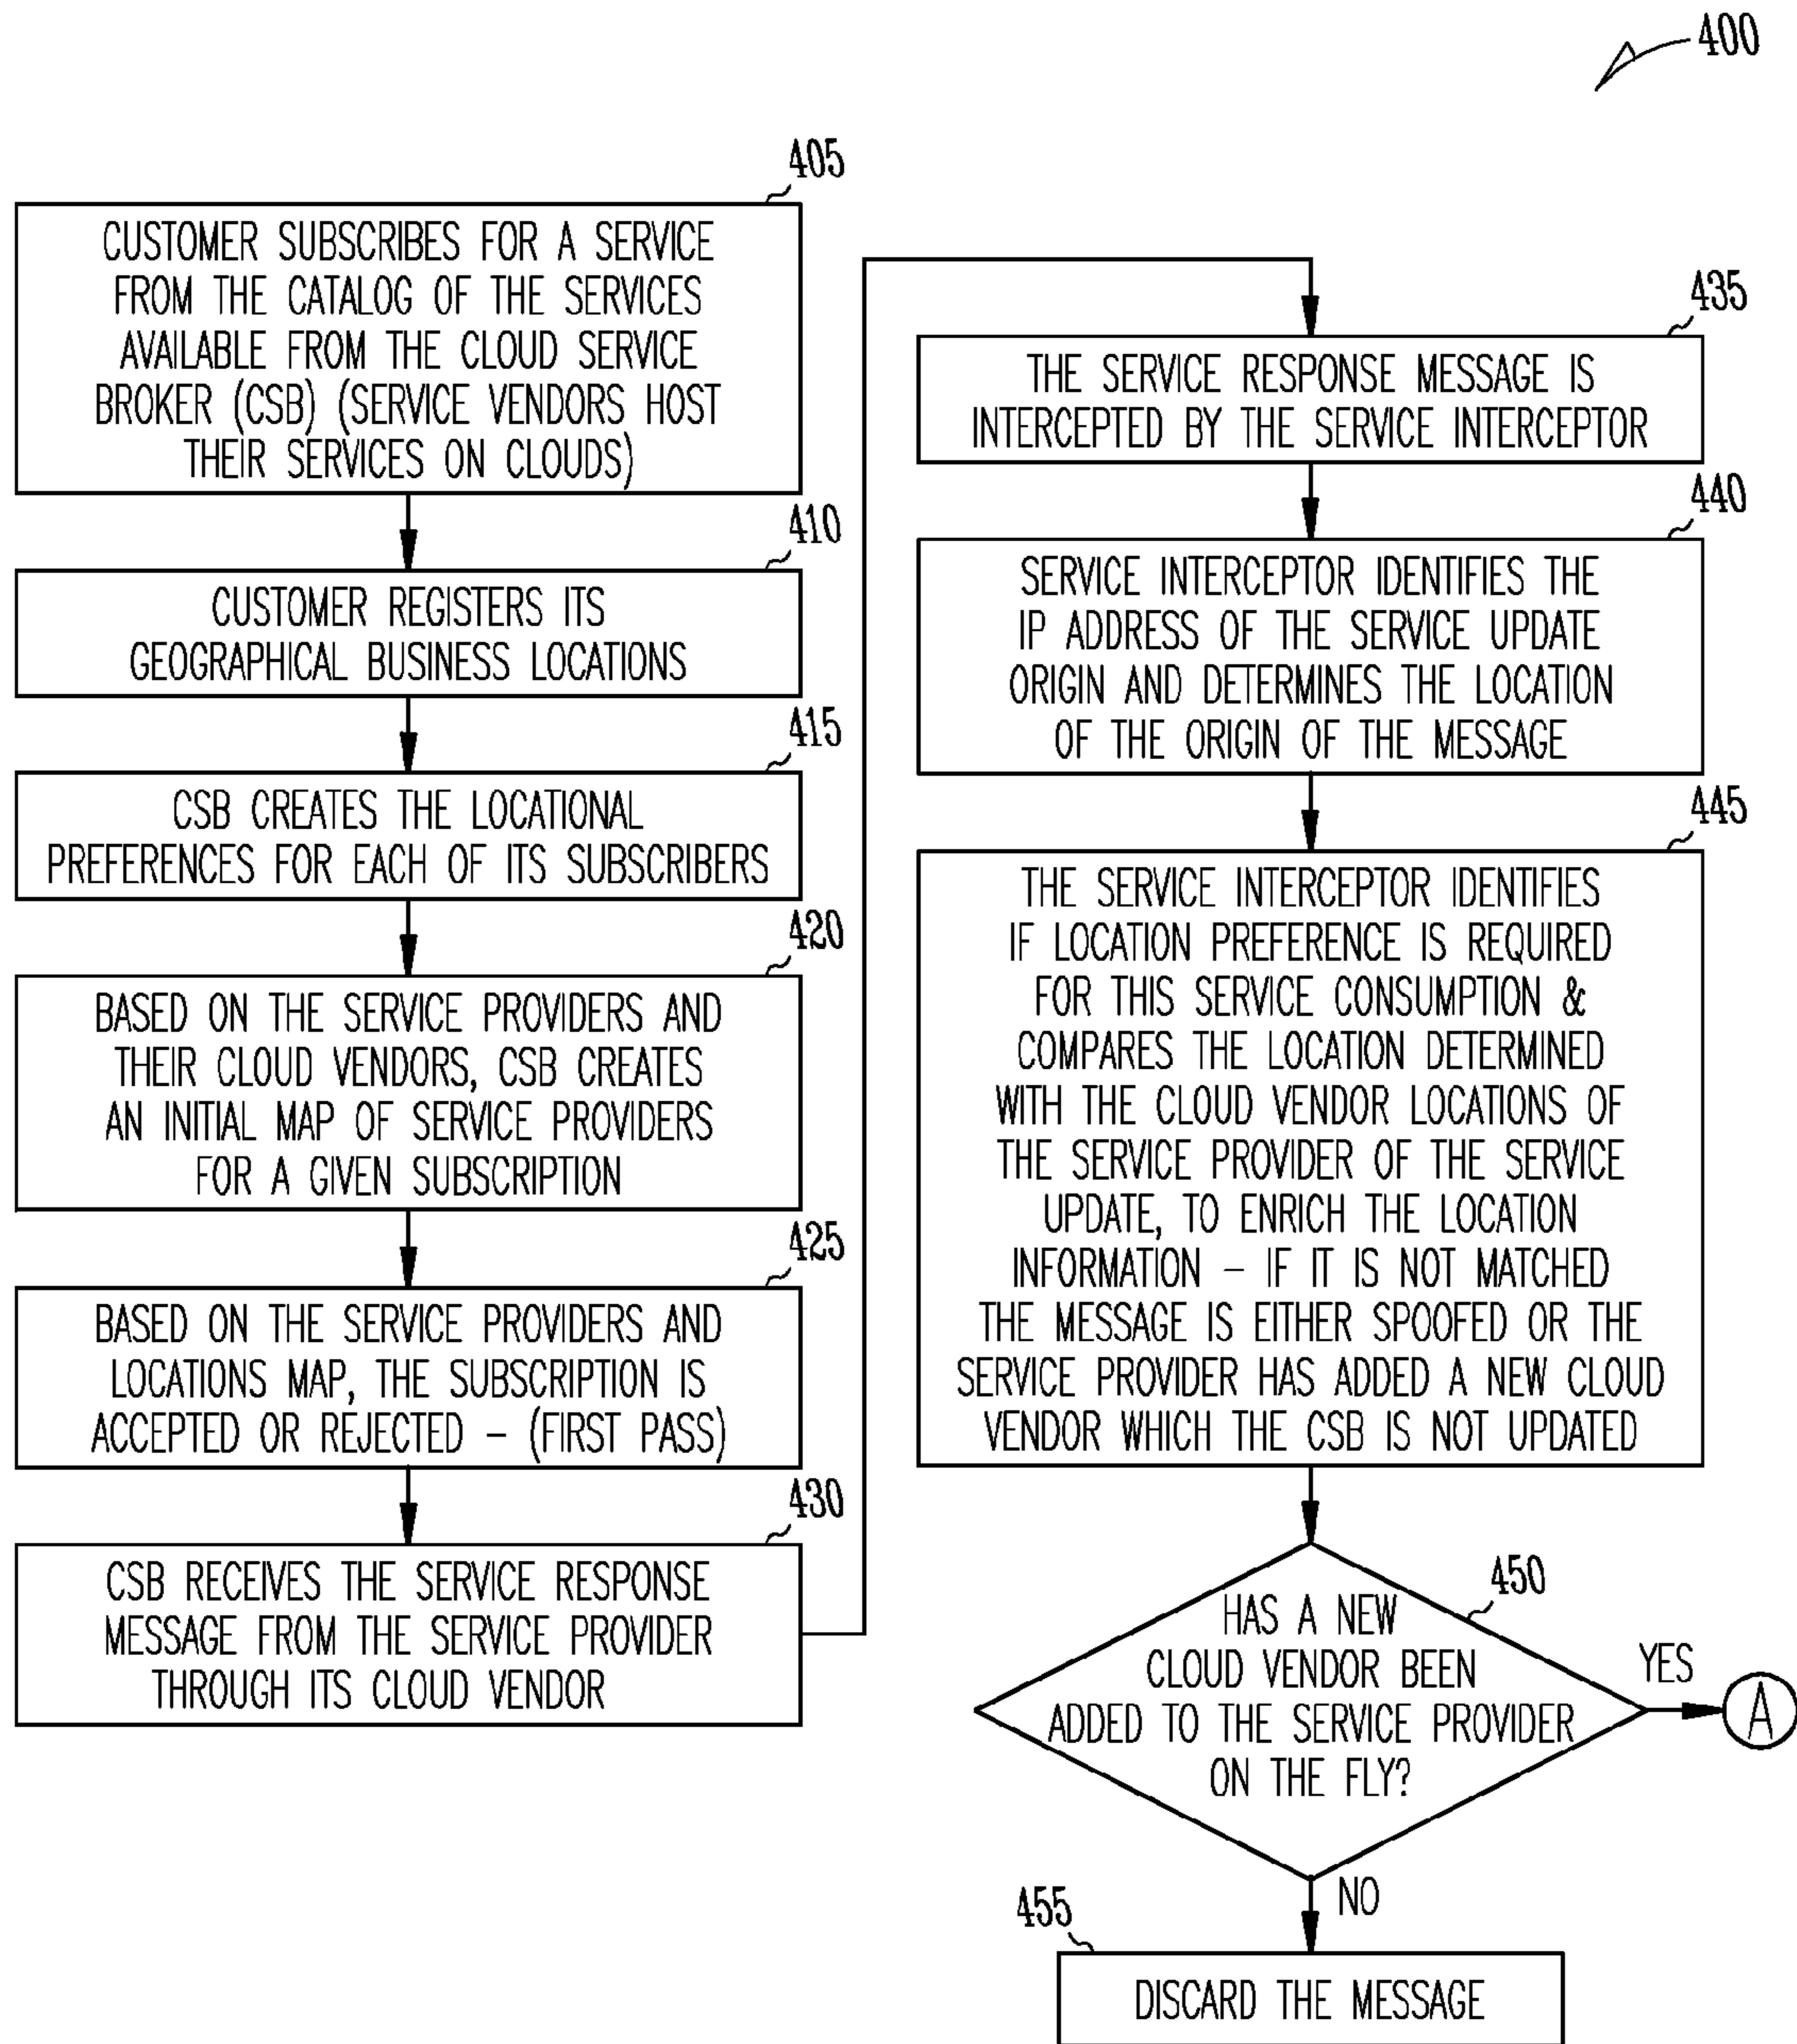 400
405
CUSTOMER SUBSCRIBES FOR A SERVICE
FROM THE CATALOG OF THE SERVICES
AVAILABLE FROM THE CLOUD SERVICE
BROKER (CSB) (SERVICE VENDORS HOST
THEIR SERVICES ON CLOUDS)
410
CUSTOMER REGISTERS ITS
GEOGRAPHICAL BUSINESS LOCATIONS
415
CSB CREATES THE LOCATIONAL
PREFERENCES FOR EACH OF ITS SUBSCRIBERS
420
BASED ON THE SERVICE PROVIDERS AND
THEIR CLOUD VENDORS, CSB CREATES
AN INITIAL MAP OF SERVICE PROVIDERS
FOR A GIVEN SUBSCRIPTION
425
BASED ON THE SERVICE PROVIDERS AND
LOCATIONS MAP, THE SUBSCRIPTION IS
ACCEPTED OR REJECTED – (FIRST PASS)
430
CSB RECEIVES THE SERVICE RESPONSE
MESSAGE FROM THE SERVICE PROVIDER
THROUGH ITS CLOUD VENDOR
435
THE SERVICE RESPONSE MESSAGE IS
INTERCEPTED BY THE SERVICE INTERCEPTOR
440
SERVICE INTERCEPTOR IDENTIFIES THE
IP ADDRESS OF THE SERVICE UPDATE
ORIGIN AND DETERMINES THE LOCATION
OF THE ORIGIN OF THE MESSAGE
445
THE SERVICE INTERCEPTOR IDENTIFIES
IF LOCATION PREFERENCE IS REQUIRED
FOR THIS SERVICE CONSUMPTION &
COMPARES THE LOCATION DETERMINED
WITH THE CLOUD VENDOR LOCATIONS OF
THE SERVICE PROVIDER OF THE SERVICE
UPDATE, TO ENRICH THE LOCATION
INFORMATION – IF IT IS NOT MATCHED
THE MESSAGE IS EITHER SPOOFED OR THE
SERVICE PROVIDER HAS ADDED A NEW CLOUD
VENDOR WHICH THE CSB IS NOT UPDATED
450
HAS A NEW
CLOUD VENDOR BEEN
ADDED TO THE SERVICE PROVIDER
ON THE FLY?
YES
A
NO
455
DISCARD THE MESSAGE